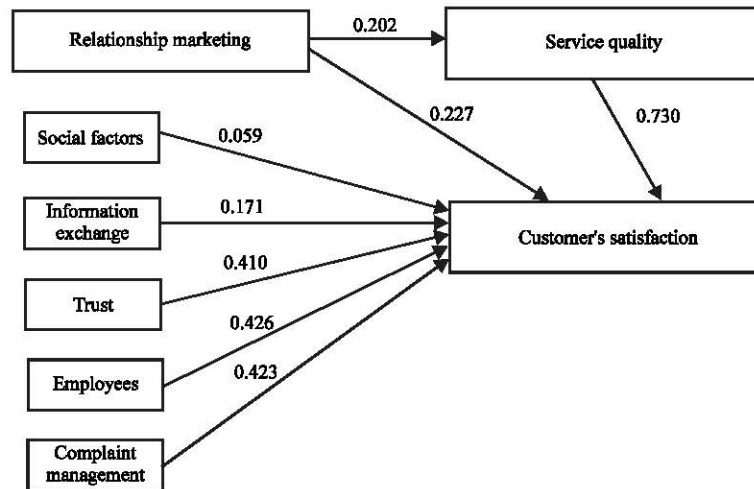 Relationship marketing
0.202
Service quality
0.227
0.730
Social factors
0.059
Information
exchange
0.171
Customer's satisfaction
0.410
Trust
0.426
0.423
Employees
Complaint
management